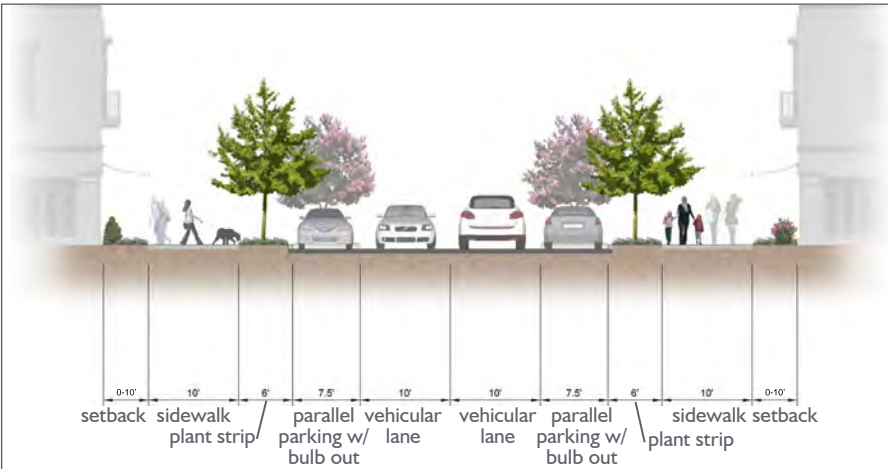 0-10' 10' 6' 7.5' 10' 10' 7.5' 6' 10' 0-10'
setback sidewalk parallel vehicular vehicular parallel sidewalk setback
plant strip parking w/ lane lane parking w/ plant strip
bulb out bulb out